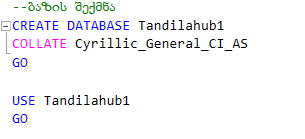 --ბაზის შექმნა
CREATE DATABASE Tandilahub1
COLLATE Cyrillic_General_CI_AS
GO
USE Tandilahub1
GO